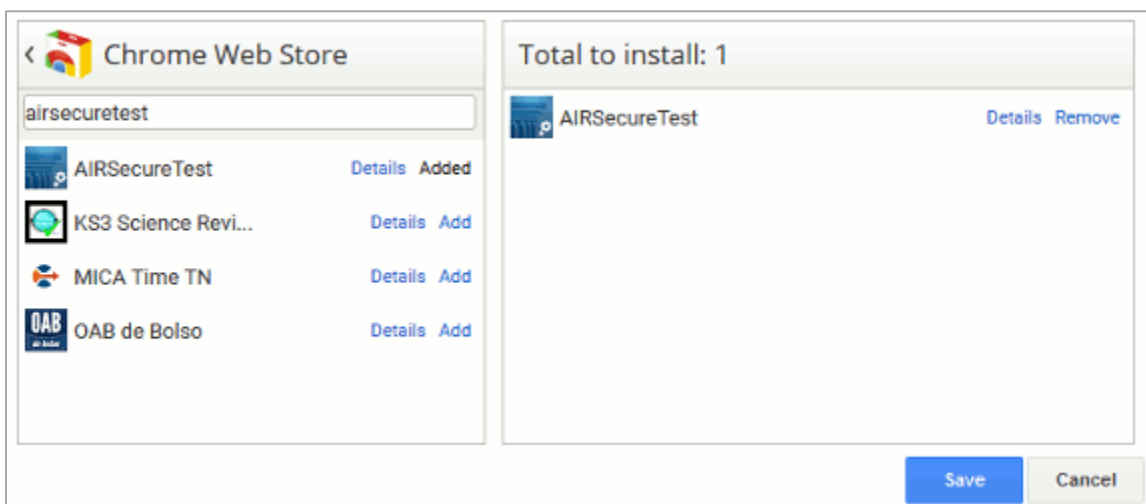 Chrome Web Store
airsecuretest
AIRSecureTest Details Added
KS3 Science Revi... Details Add
MICA Time TN Details Add
OAB
OAB de Bolso Details Add
Total to install: 1
AIRSecureTest Details Remove
Save Cancel